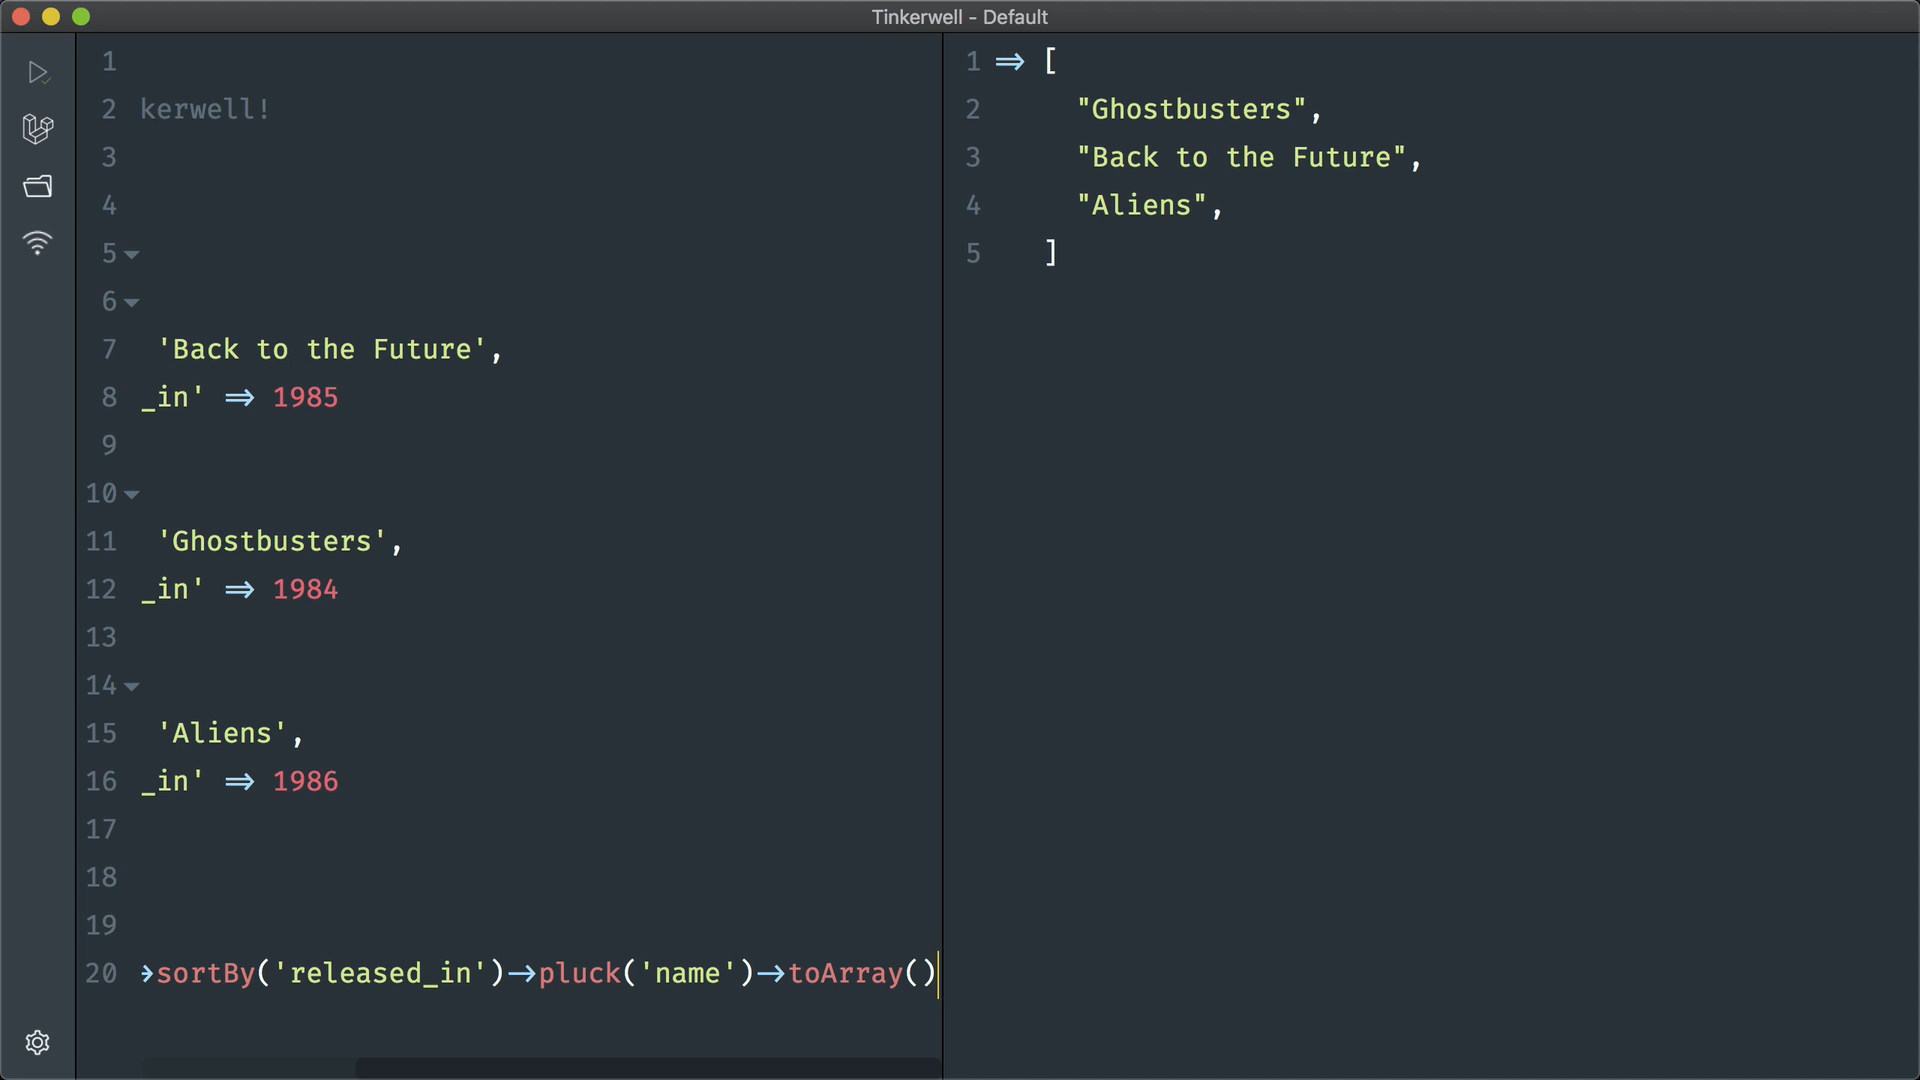 Tinkerwell - Default
1
2 kerwell!
3
4
5
6
7 'Back to the Future',
8 _in' => 1985
9
10
11 'Ghostbusters',
12 _in' => 1984
13
14
15 'Aliens',
16 _in' => 1986
17
18
19
20 >sortBy('released_in')->pluck('name')->toArray()
1 => [
2 "Ghostbusters",
3 "Back to the Future",
4 "Aliens",
5 ]